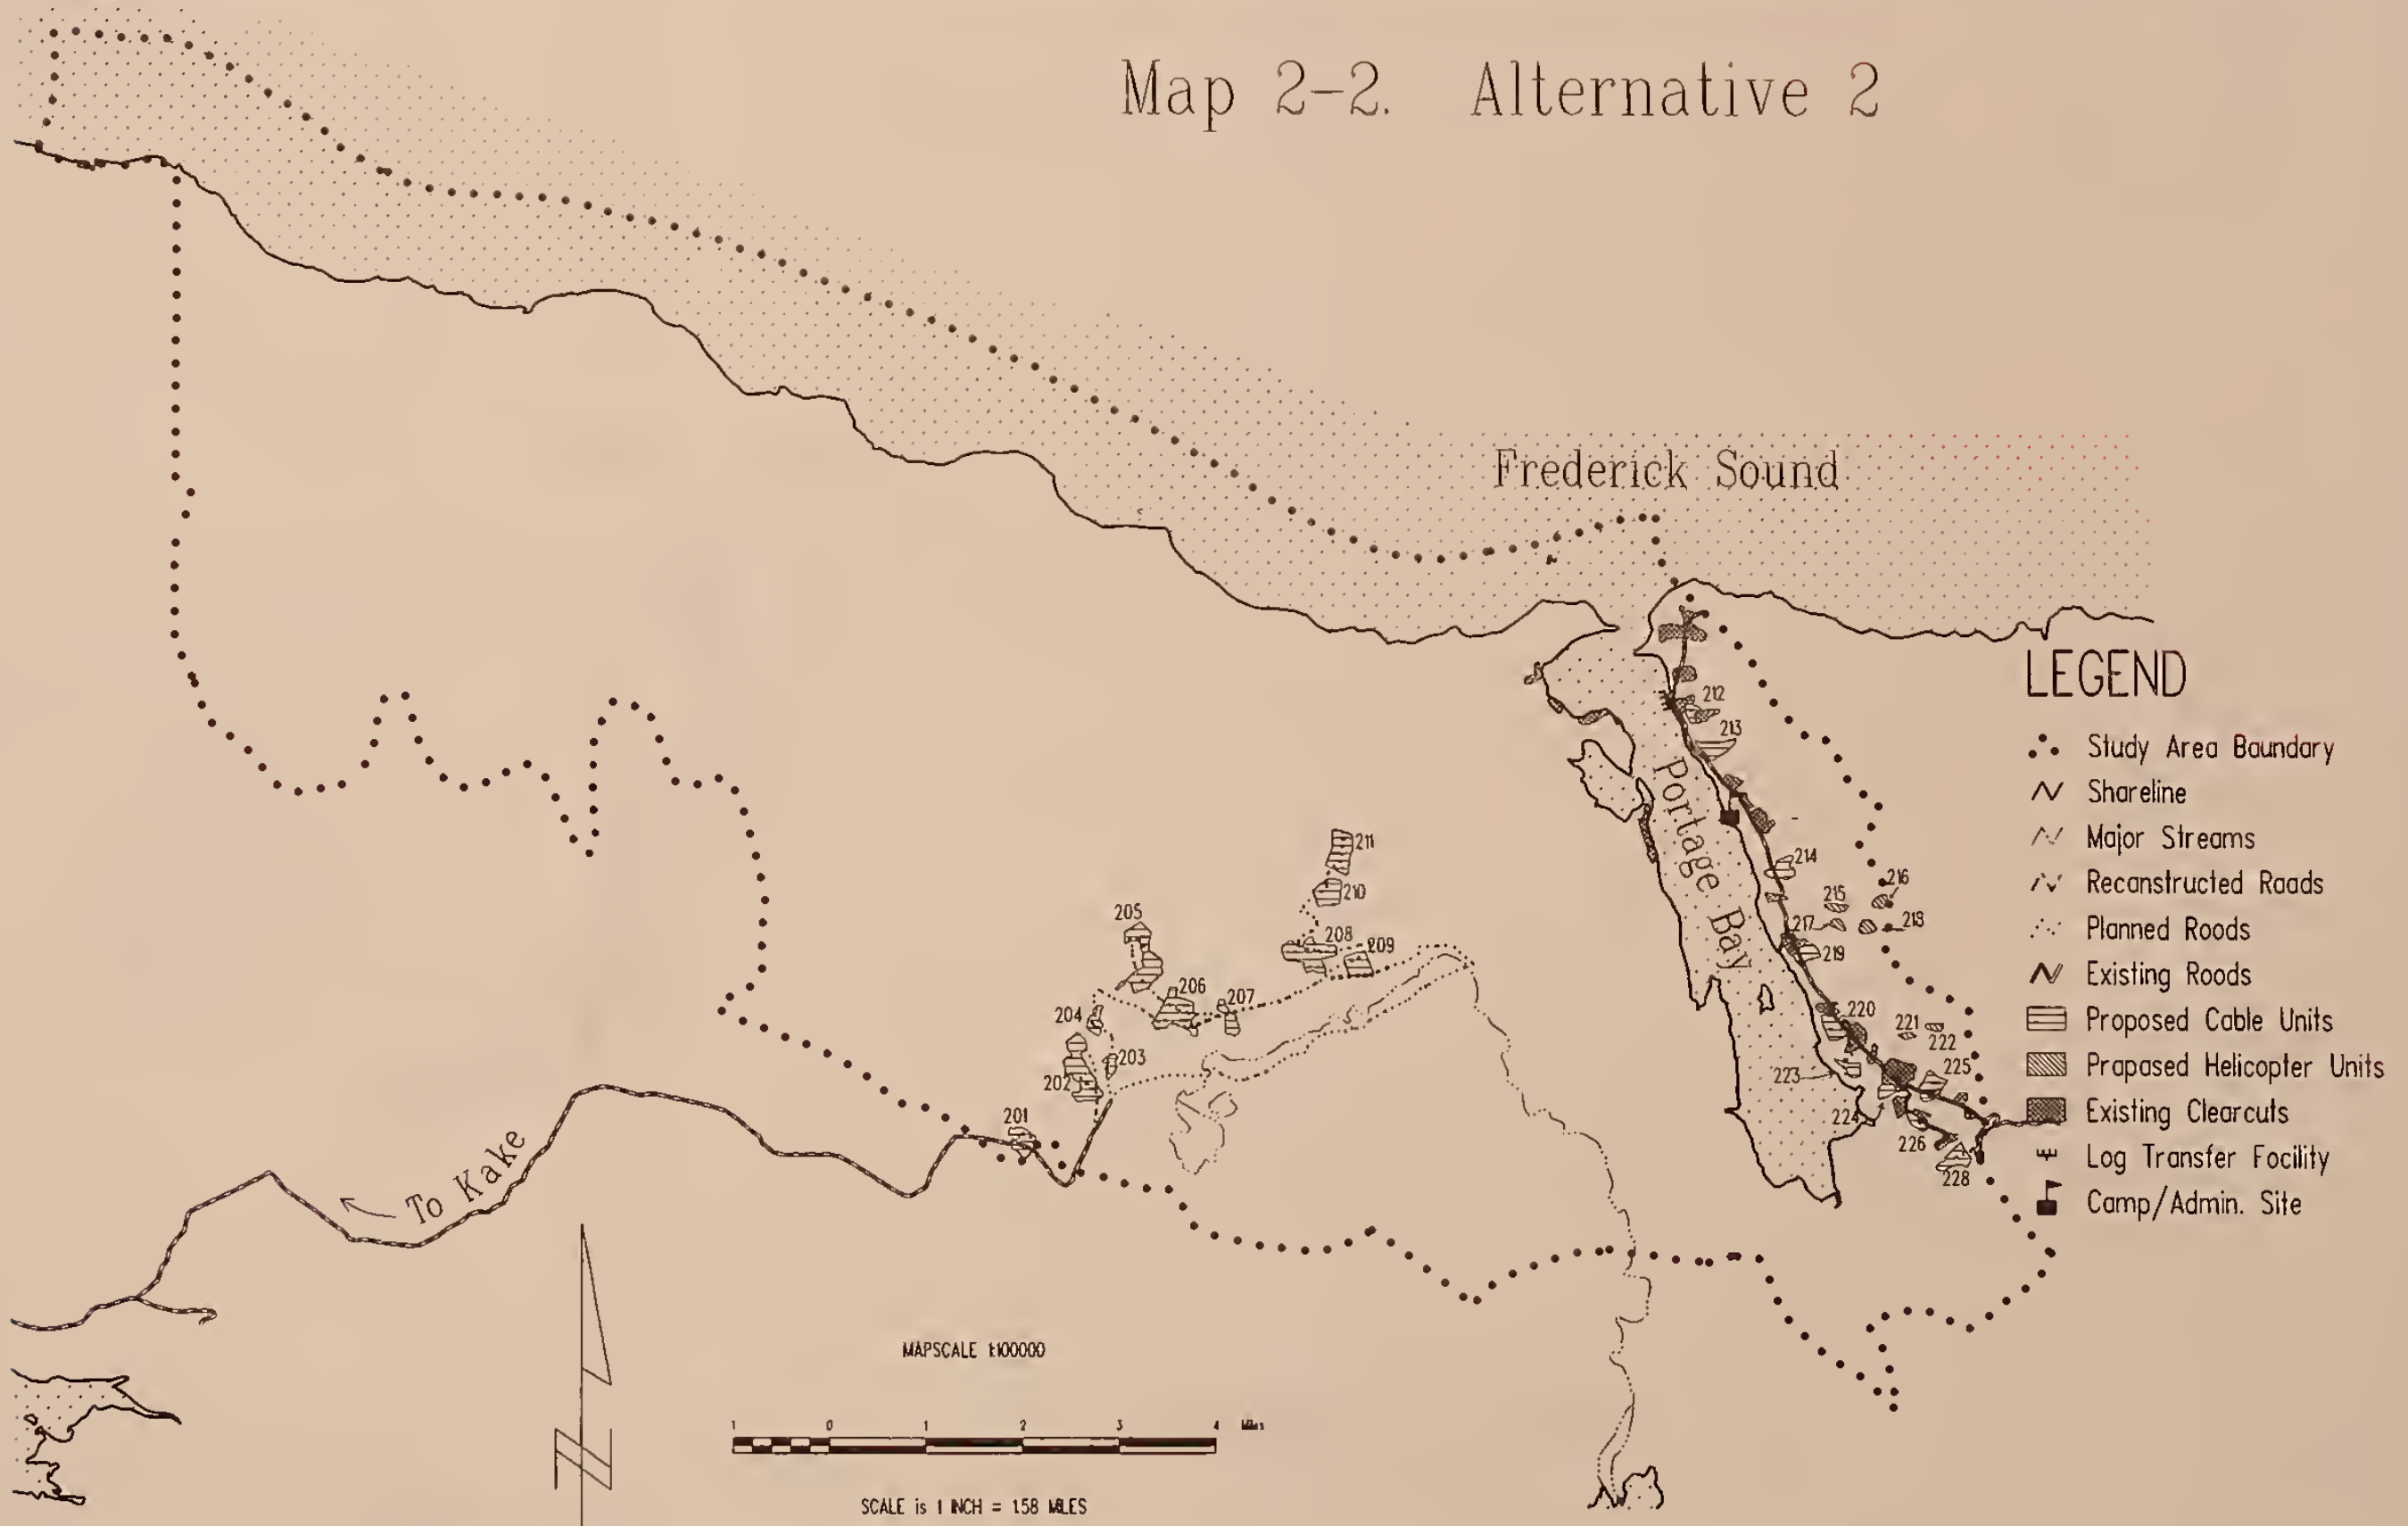 Map 2-2. Alternative 2
Frederick Sound
Portage Bay
LEGEND
Study Area Baundary
Shareline
Major Streams
Recanstructed Raads
Planned Roods
Existing Roods
Proposed Cable Units
Prapased Helicopter Units
Existing Clearcuts
Log Transfer Focility
Camp/Admin. Site
212
213
214
215
216
217
218
219
220
221
222
223
224
225
226
228
211
210
205
208
209
206
207
204
203
202
201
To Kake
MAPSCALE 1:100000
1 0 1 2 3 4 Miles
SCALE is 1 INCH = 1.58 MILES